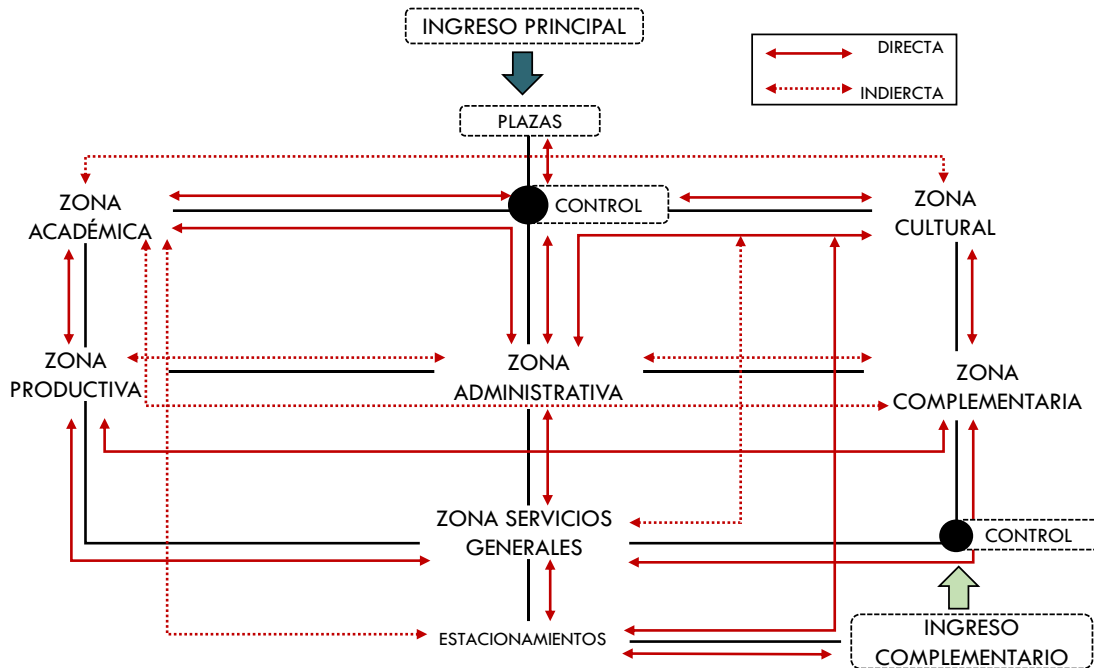 INGRESO PRINCIPAL
DIRECTA
INDIERCTA
PLAZAS
ZONA
ACADÉMICA
CONTROL
ZONA
CULTURAL
ZONA
PRODUCTIVA
ZONA
ADMINISTRATIVA
ZONA
COMPLEMENTARIA
ZONA SERVICIOS
GENERALES
CONTROL
ESTACIONAMIENTOS
INGRESO
COMPLEMENTARIO